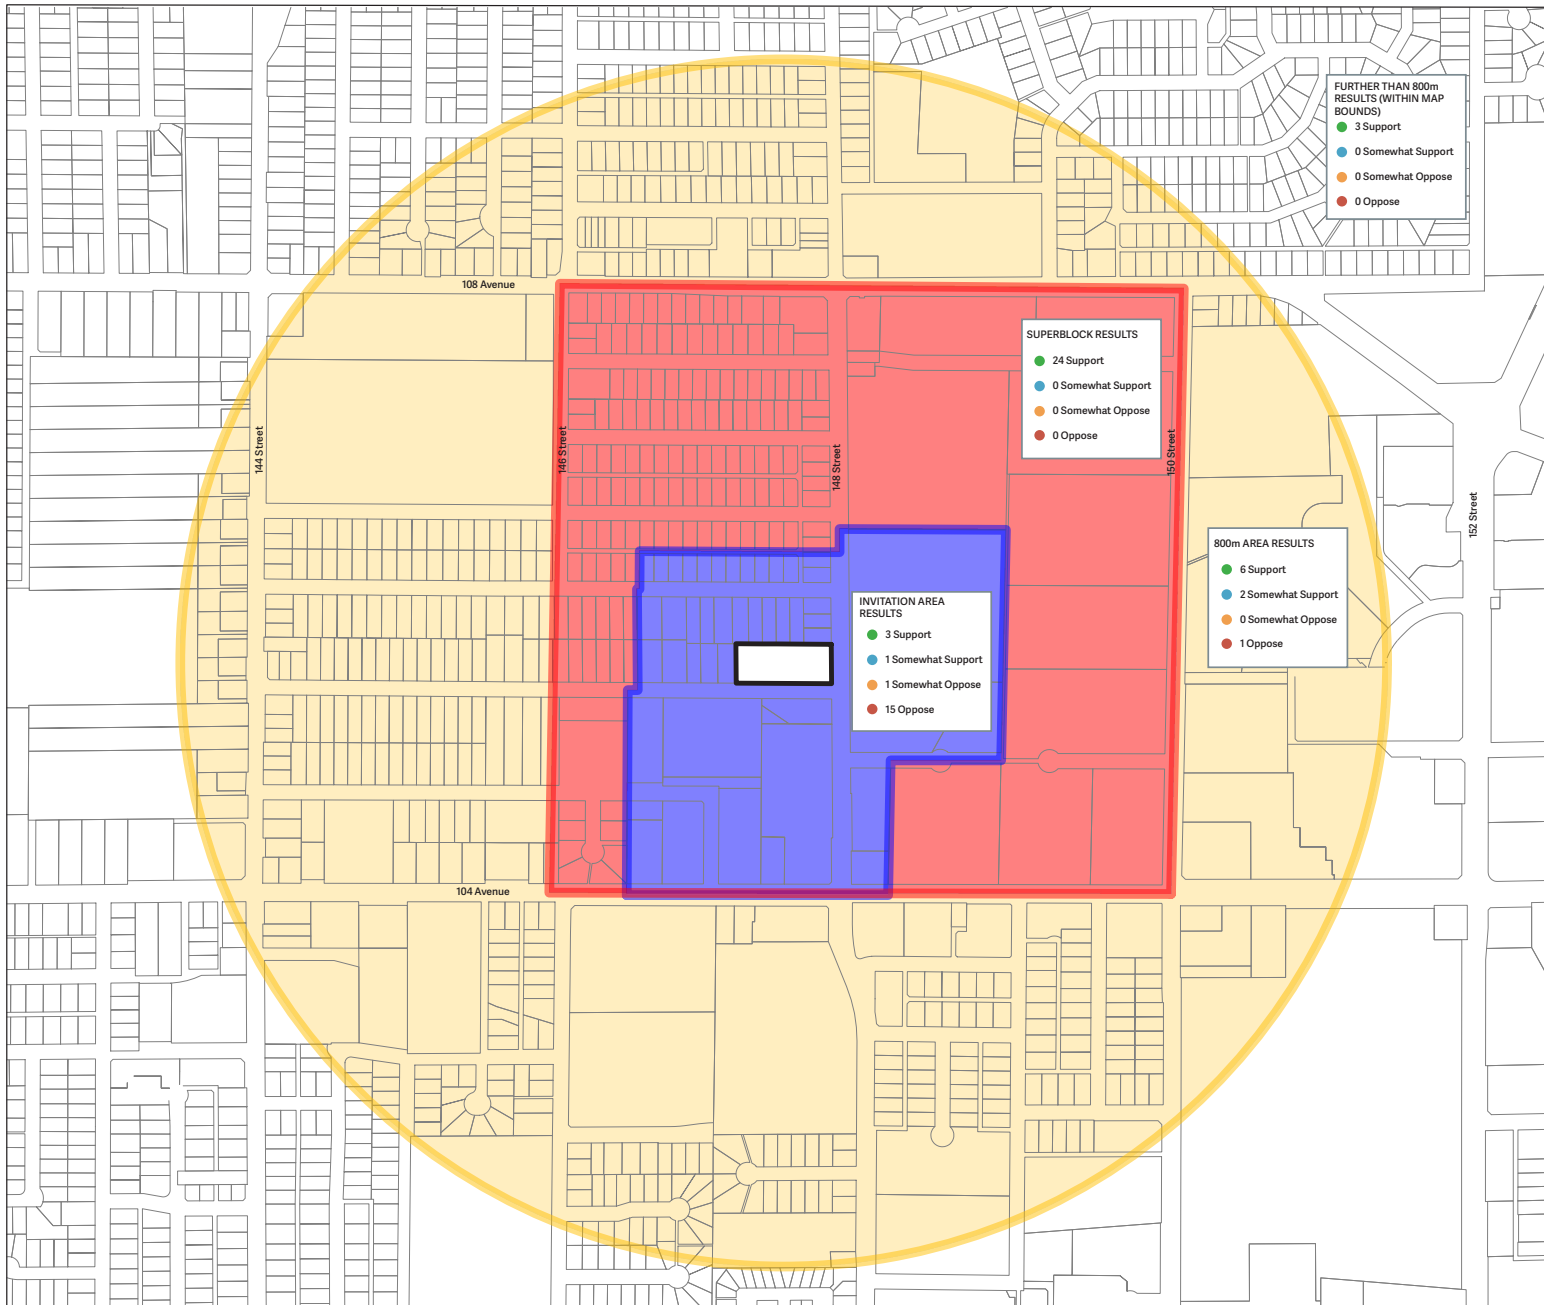 FURTHER THAN 800m
RESULTS (WITHIN MAP
BOUNDS)
3 Support
0 Somewhat Support
0 Somewhat Oppose
0 Oppose
108 Avenue
SUPERBLOCK RESULTS
24 Support
0 Somewhat Support
0 Somewhat Oppose
0 Oppose
144 Street
146 Street
148 Street
150 Street
152 Street
800m AREA RESULTS
6 Support
2 Somewhat Support
0 Somewhat Oppose
1 Oppose
INVITATION AREA
RESULTS
3 Support
1 Somewhat Support
1 Somewhat Oppose
15 Oppose
104 Avenue